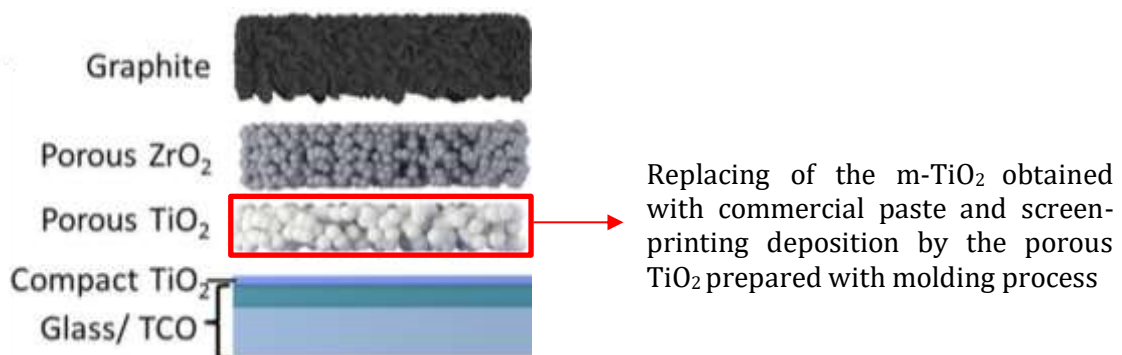 Graphite
Porous ZrO₂
Porous TiO₂
Compact TiO₂
Glass/ TCO
Replacing of the m-TiO₂ obtained
with commercial paste and screen-
printing deposition by the porous
TiO₂ prepared with molding process